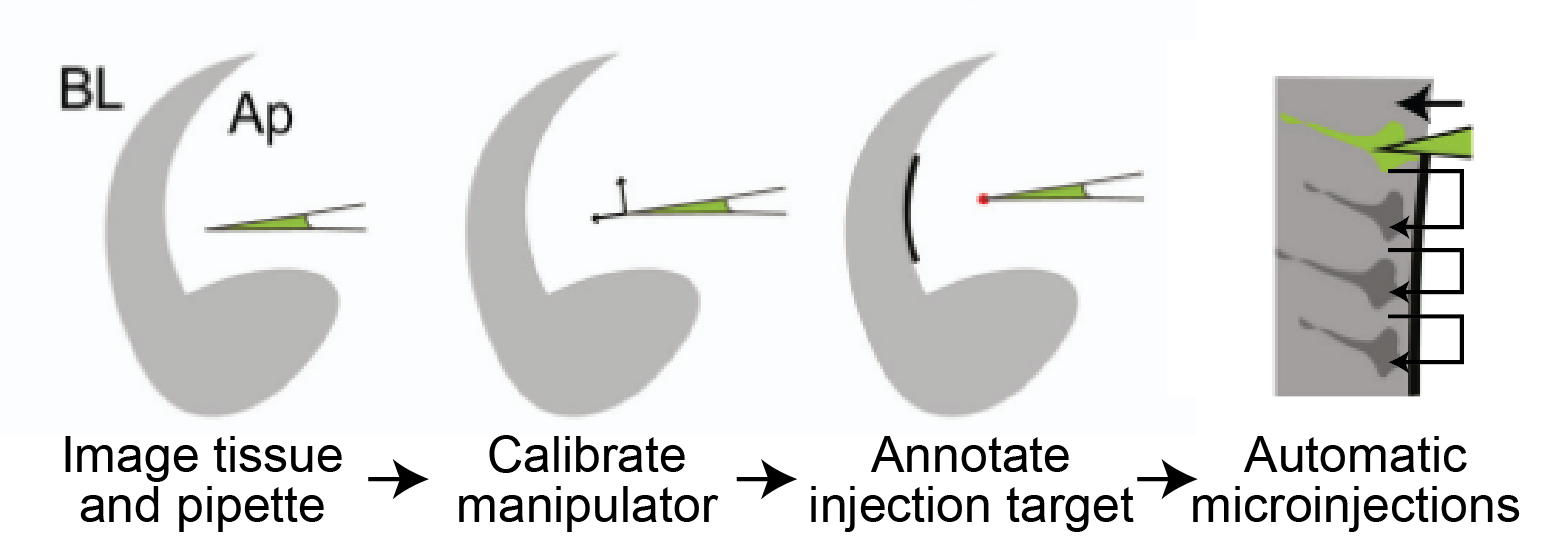 BL
Ap
Image tissue
and pipette
Calibrate
manipulator
Annotate
injection target
Automatic
microinjections